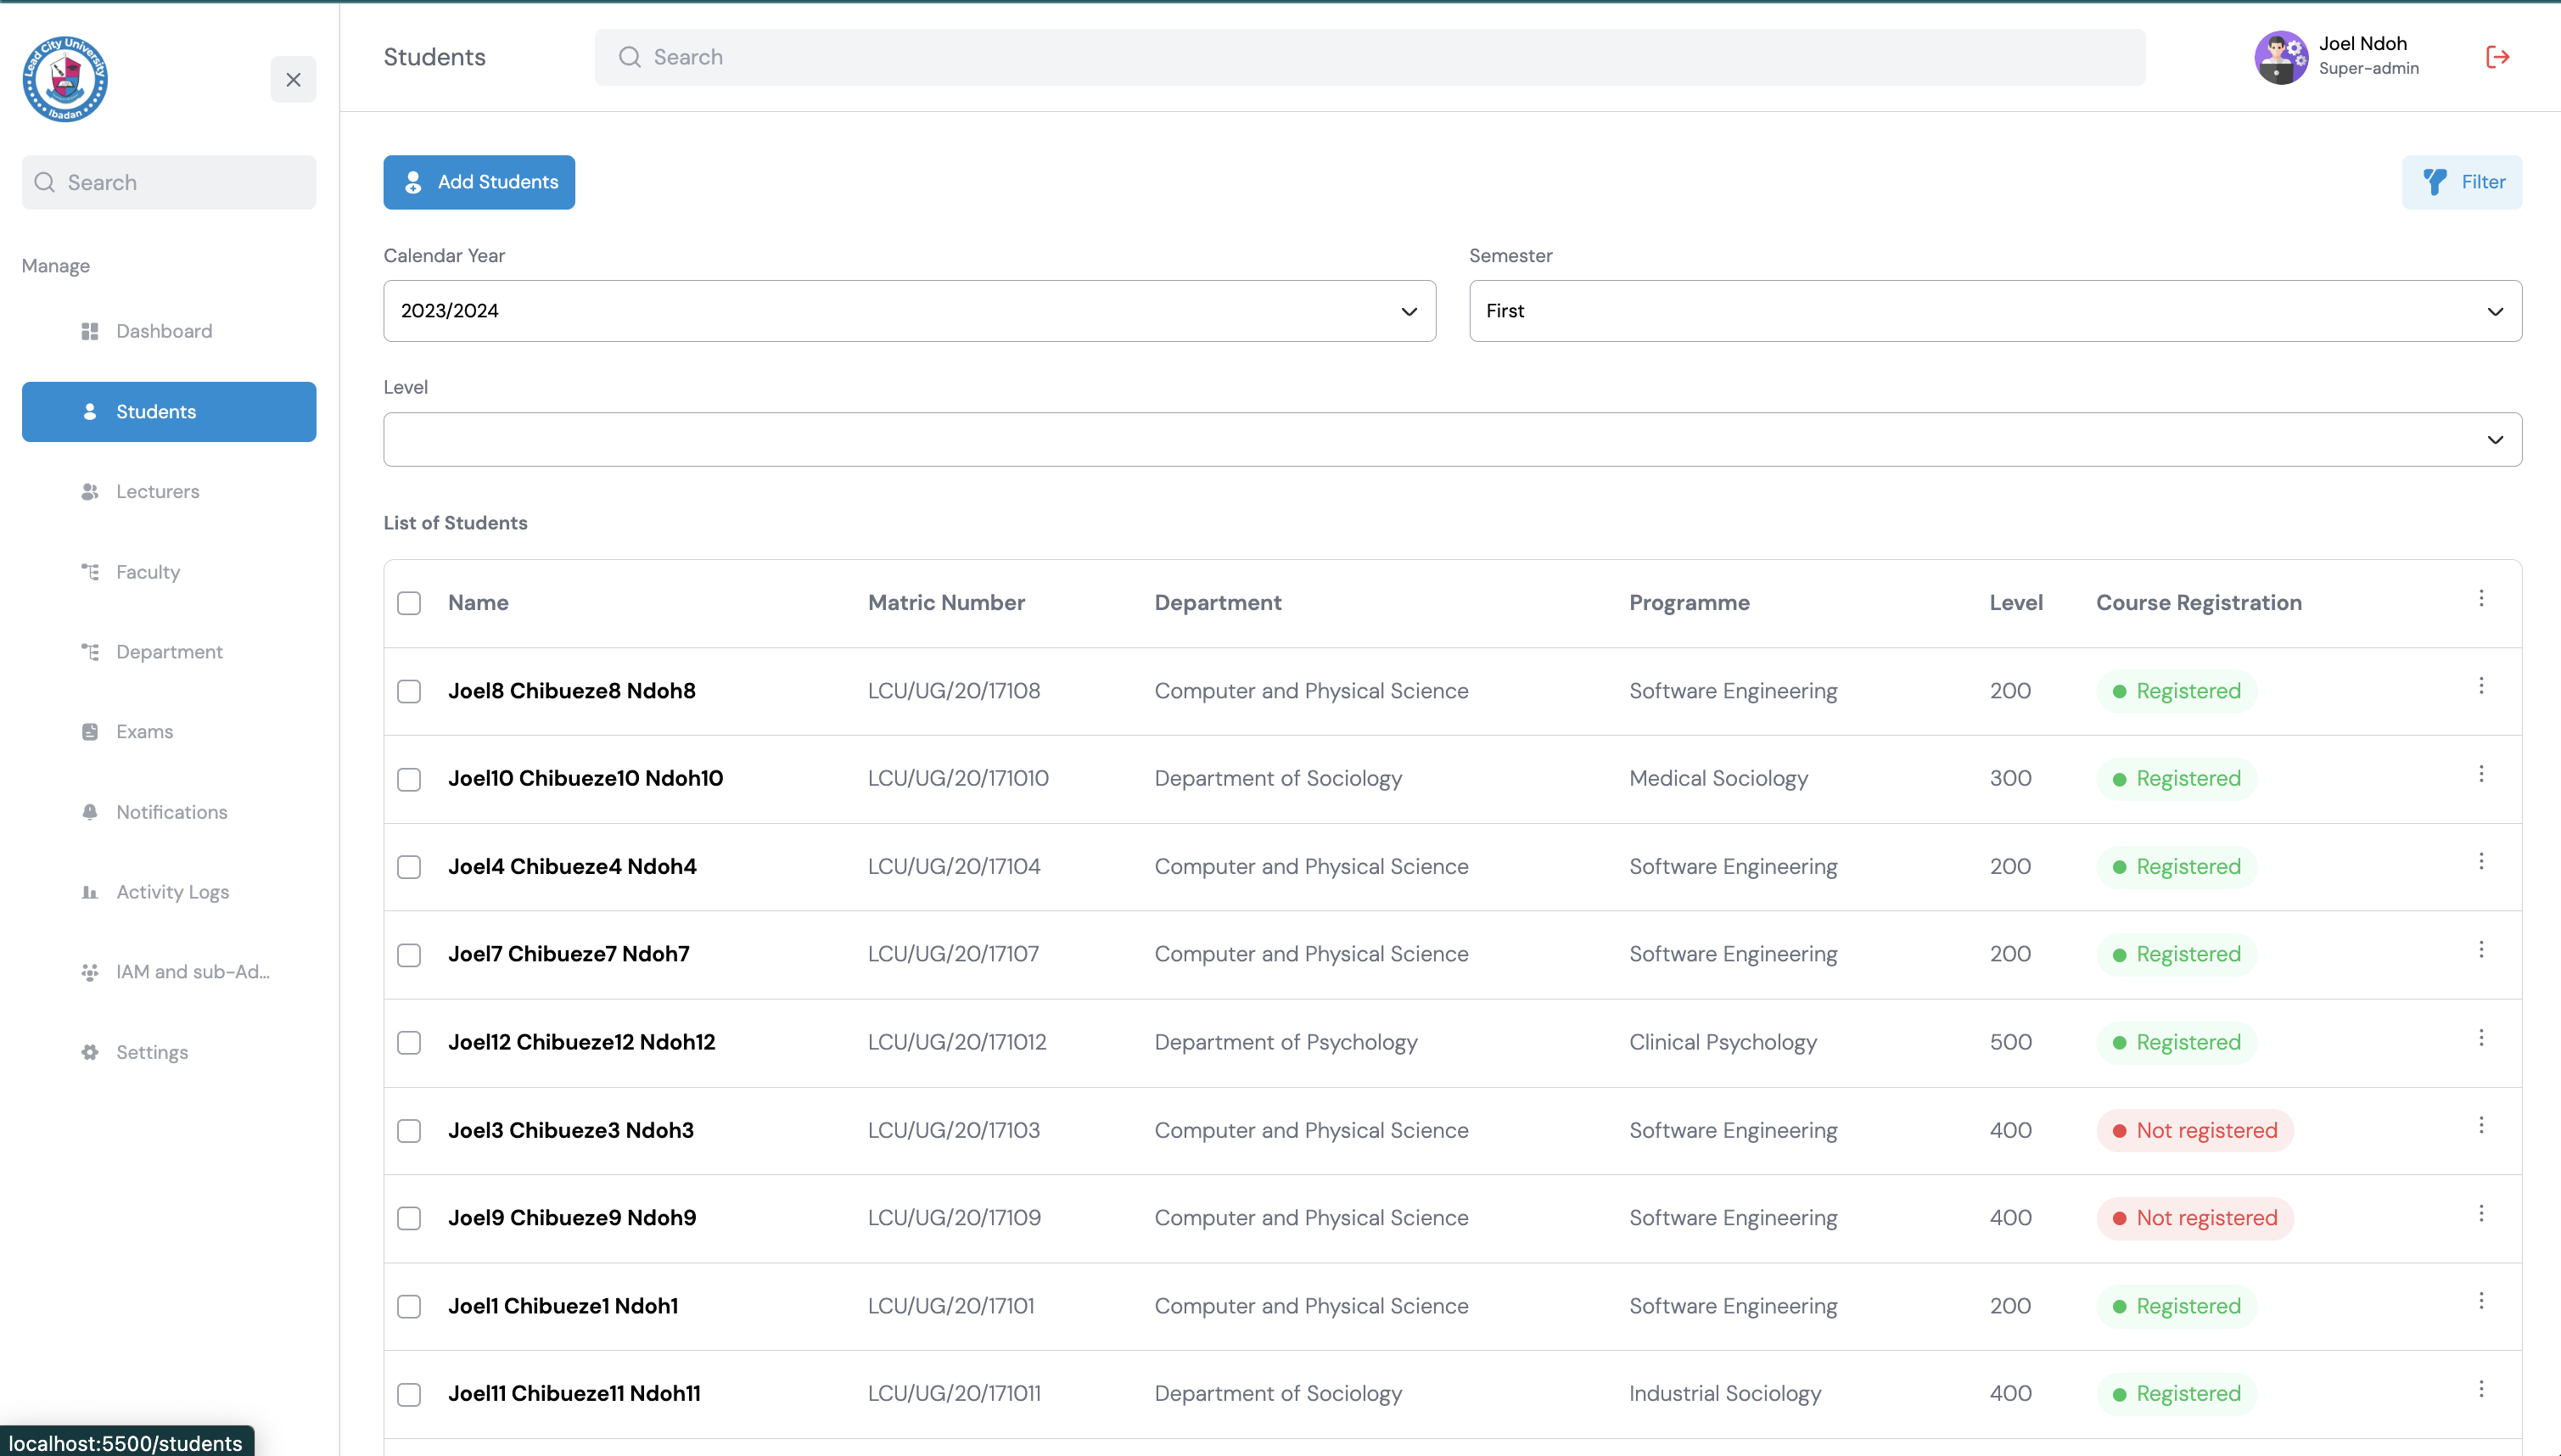 Lead City University
Ibadan
Search
Manage
Dashboard
Students
Lecturers
Faculty
Department
Exams
Notifications
Activity Logs
IAM and sub-Ad...
Settings
Students
Search
Joel Ndoh
Super-admin
Add Students
Filter
Calendar Year
Semester
2023/2024
First
Level
List of Students
Name Matric Number Department Programme Level Course Registration
Joel8 Chibueze8 Ndoh8 LCU/UG/20/17108 Computer and Physical Science Software Engineering 200 Registered
Joel10 Chibueze10 Ndoh10 LCU/UG/20/171010 Department of Sociology Medical Sociology 300 Registered
Joel4 Chibueze4 Ndoh4 LCU/UG/20/17104 Computer and Physical Science Software Engineering 200 Registered
Joel7 Chibueze7 Ndoh7 LCU/UG/20/17107 Computer and Physical Science Software Engineering 200 Registered
Joel12 Chibueze12 Ndoh12 LCU/UG/20/171012 Department of Psychology Clinical Psychology 500 Registered
Joel3 Chibueze3 Ndoh3 LCU/UG/20/17103 Computer and Physical Science Software Engineering 400 Not registered
Joel9 Chibueze9 Ndoh9 LCU/UG/20/17109 Computer and Physical Science Software Engineering 400 Not registered
Joel1 Chibueze1 Ndoh1 LCU/UG/20/17101 Computer and Physical Science Software Engineering 200 Registered
Joel11 Chibueze11 Ndoh11 LCU/UG/20/171011 Department of Sociology Industrial Sociology 400 Registered
localhost:5500/students